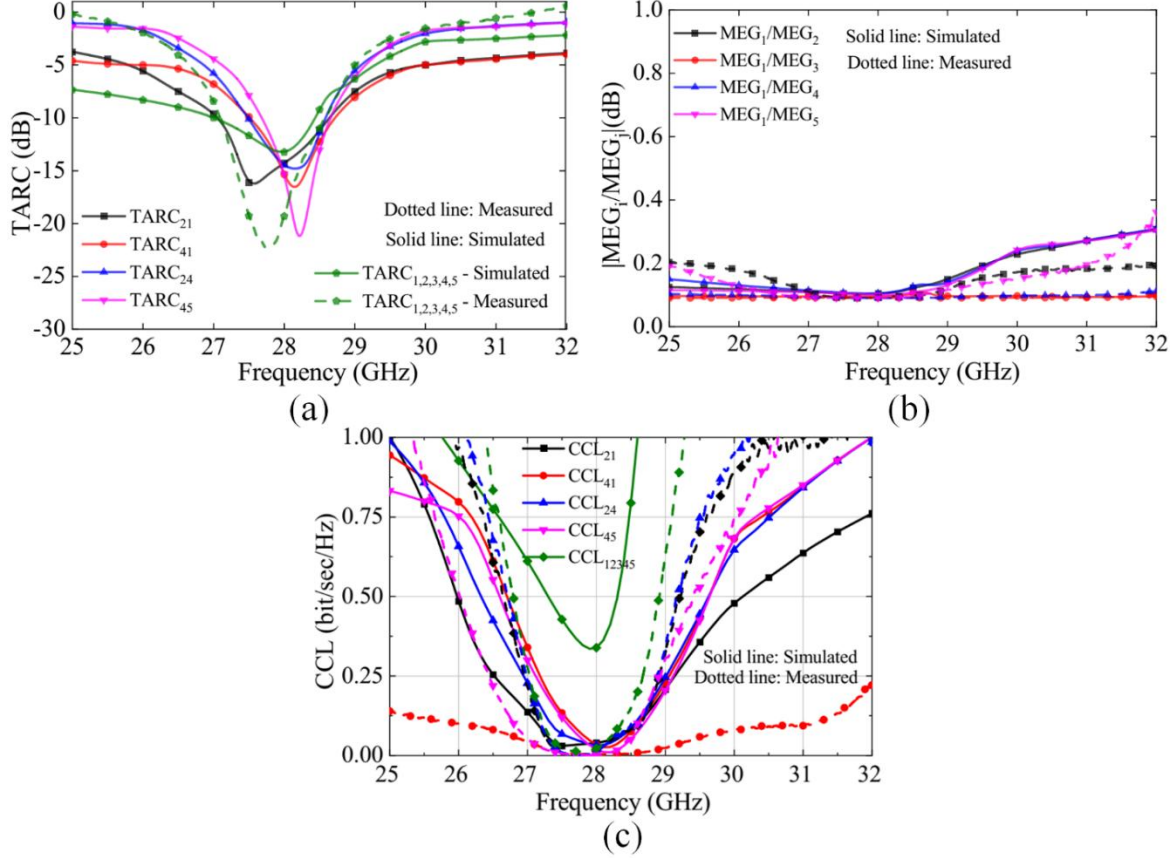 0
-5
-10
-15
-20
-25
-30
TARC (dB)
TARC21
TARC41
TARC24
TARC45
Dotted line: Measured
Solid line: Simulated
TARC1,2,3,4,5 - Simulated
TARC1,2,3,4,5 - Measured
25 26 27 28 29 30 31 32
Frequency (GHz)
(a)
1.0
0.8
0.6
0.4
0.2
0.0
|MEGi/MEGj|(dB)
MEG1/MEG2
MEG1/MEG3
MEG1/MEG4
MEG1/MEG5
Solid line: Simulated
Dotted line: Measured
25 26 27 28 29 30 31 32
Frequency (GHz)
(b)
1.00
0.75
0.50
0.25
0.00
CCL (bit/sec/Hz)
CCL21
CCL41
CCL24
CCL45
CCL12345
Solid line: Simulated
Dotted line: Measured
25 26 27 28 29 30 31 32
Frequency (GHz)
(c)